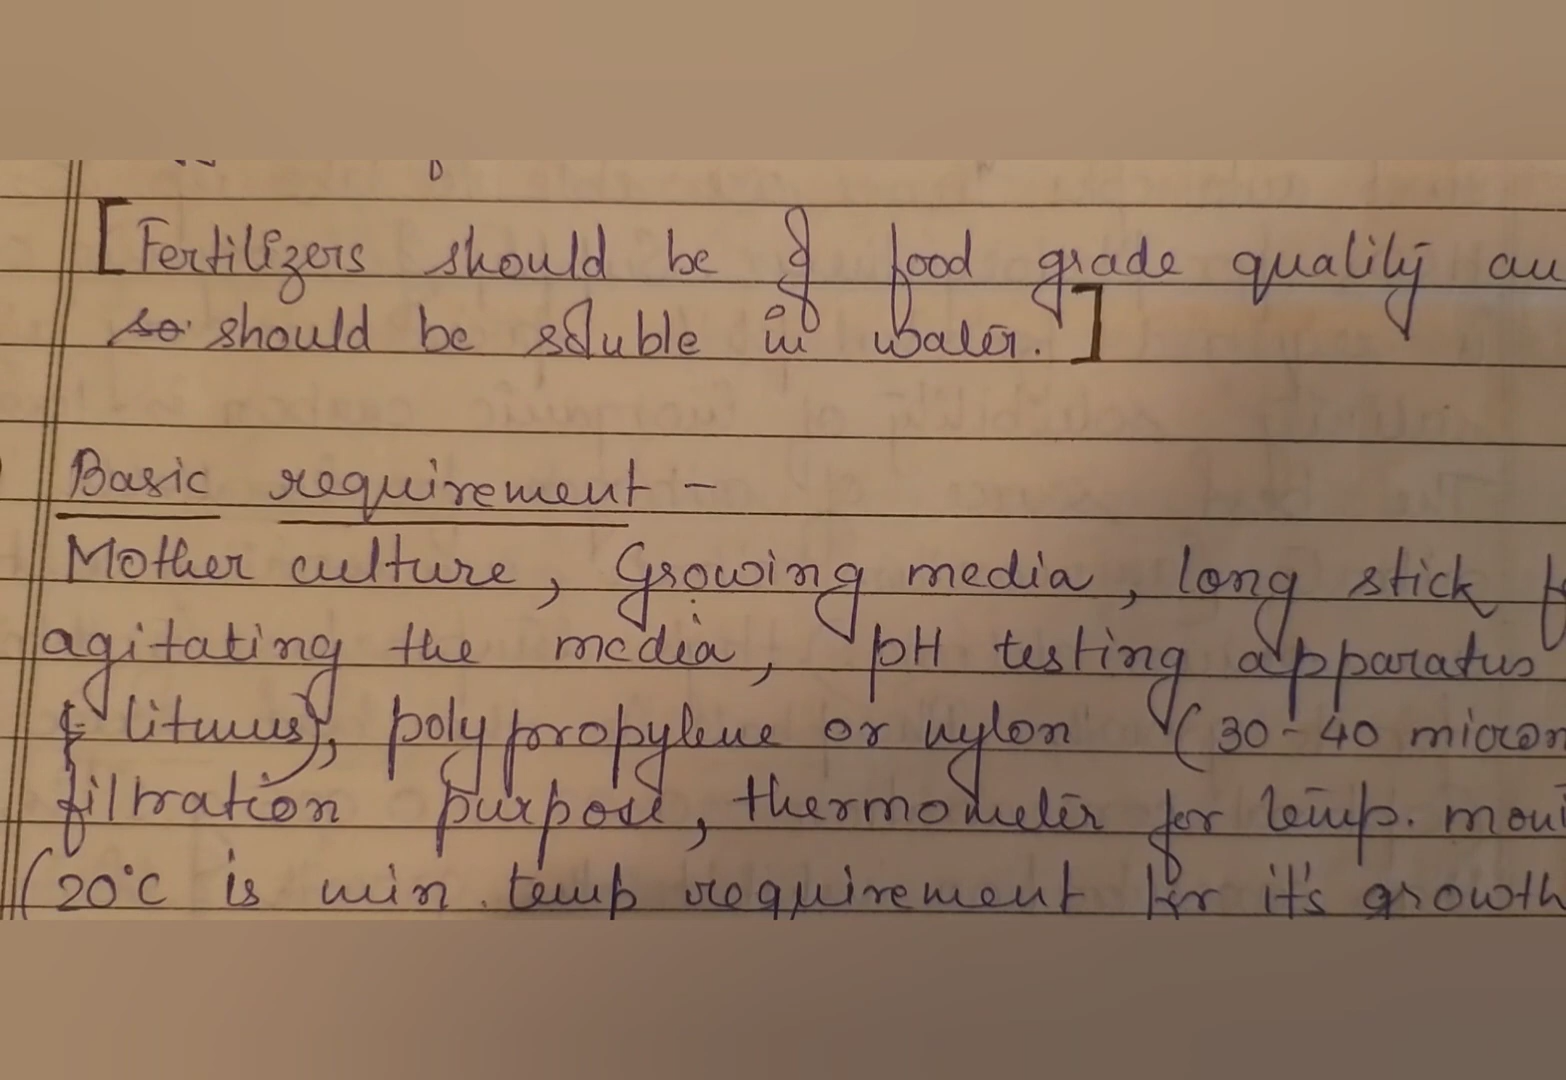 [Fertilizers should be of food grade quality
so should be soluble in water.]
Basic requirement -
Mother culture, Growing media, long stick
agitating the media, pH testing apparatus
& litmus), polypropylene or nylon (30-40 micron
filtration purpose, thermometer for temp.
(20°C is min. temp requirement for it's growth